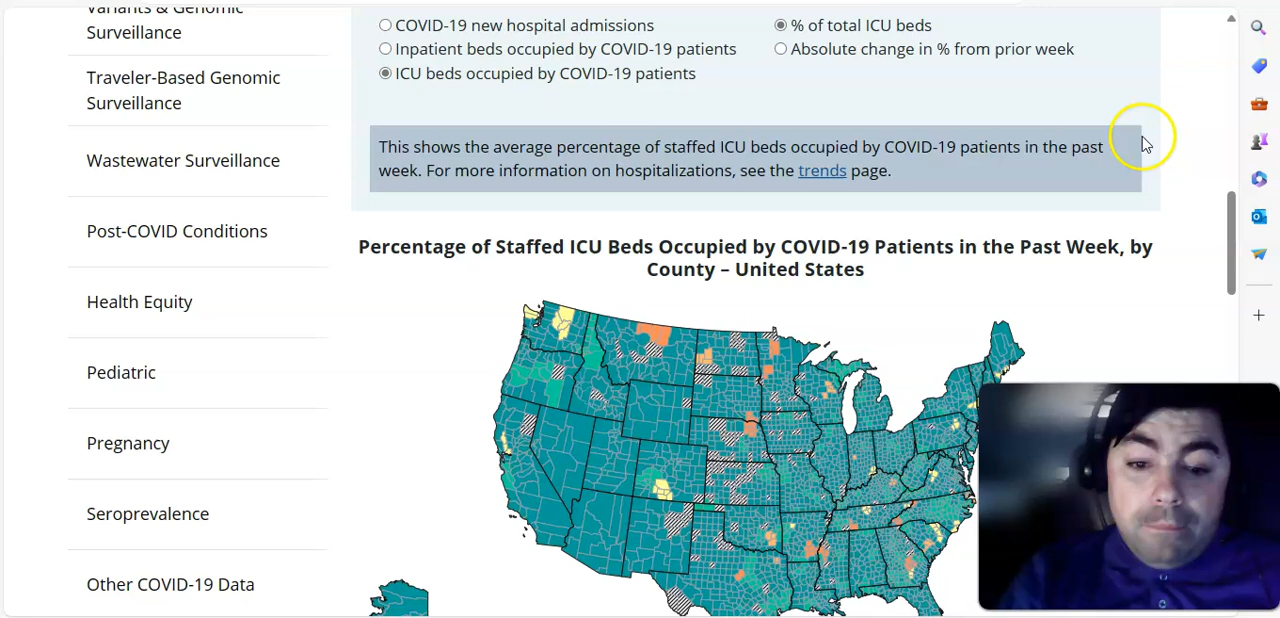 Variants & Genomic
Surveillance
Traveler-Based Genomic
Surveillance
Wastewater Surveillance
Post-COVID Conditions
Health Equity
Pediatric
Pregnancy
Seroprevalence
Other COVID-19 Data
COVID-19 new hospital admissions
Inpatient beds occupied by COVID-19 patients
ICU beds occupied by COVID-19 patients
% of total ICU beds
Absolute change in % from prior week
This shows the average percentage of staffed ICU beds occupied by COVID-19 patients in the past
week. For more information on hospitalizations, see the trends page.
Percentage of Staffed ICU Beds Occupied by COVID-19 Patients in the Past Week, by
County – United States